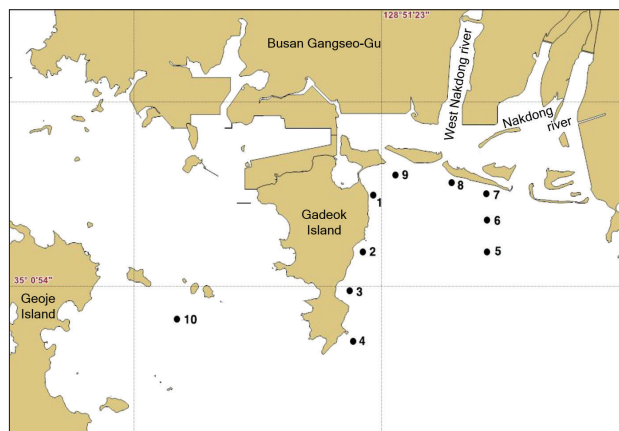 128°51'23"
Busan Gangseo-Gu
West Nakdong river
Nakdong
river
9
8
1
7
Gadeok
Island
6
2
5
35° 0'54"
3
Geoje
Island
10
4